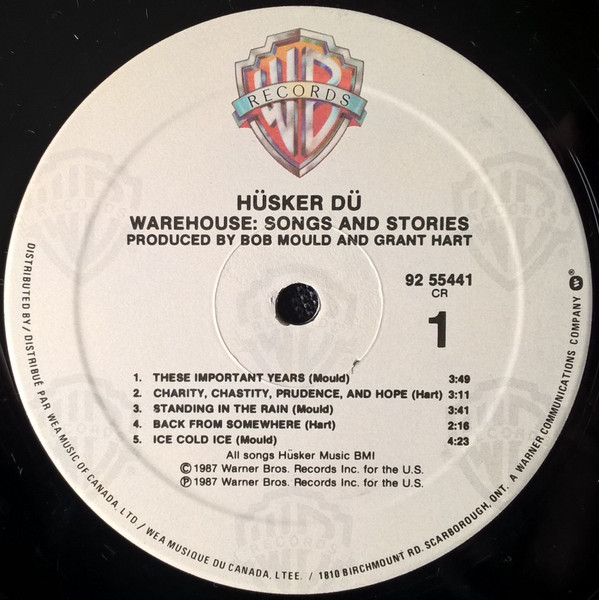 WB
RECORDS
HÜSKER DÜ
WAREHOUSE: SONGS AND STORIES
PRODUCED BY BOB MOULD AND GRANT HART
92 55441
CR
1
1. THESE IMPORTANT YEARS (Mould) 3:49
2. CHARITY, CHASTITY, PRUDENCE, AND HOPE (Hart) 3:11
3. STANDING IN THE RAIN (Mould) 3:41
4. BACK FROM SOMEWHERE (Hart) 2:16
5. ICE COLD ICE (Mould) 4:23
All songs Hüsker Music BMI
©1987 Warner Bros. Records Inc. for the U.S.
℗1987 Warner Bros. Records Inc. for the U.S.
DISTRIBUTED BY/DISTRIBUÉ PAR WEA MUSIC OF CANADA, LTD./WEA MUSIQUE DU CANADA, LTEE. / 1810 BIRCHMOUNT RD. SCARBOROUGH, ONT. A WARNER COMMUNICATIONS COMPANY ®